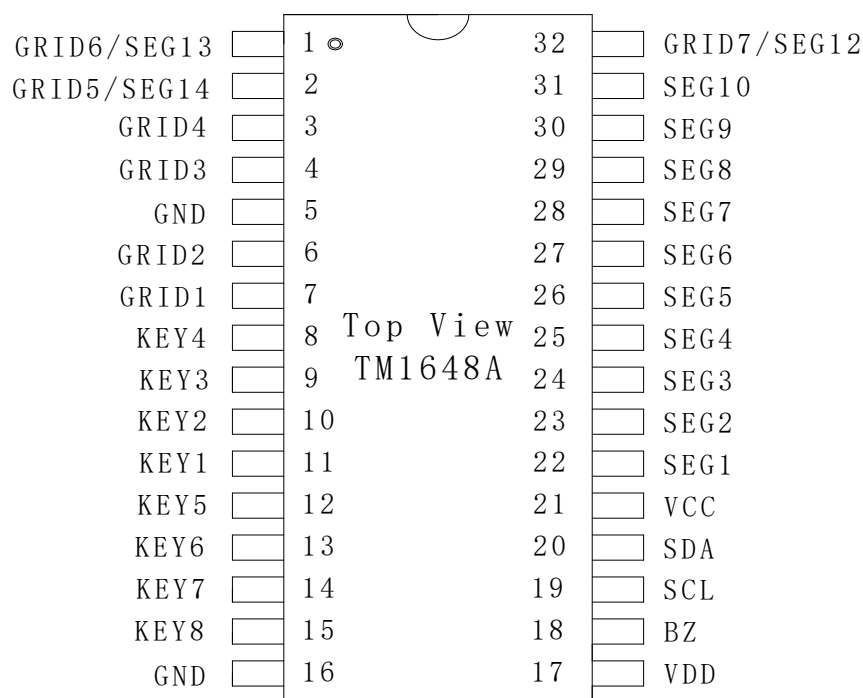 GRID6/SEG13 1 32 GRID7/SEG12
GRID5/SEG14 2 31 SEG10
GRID4 3 30 SEG9
GRID3 4 29 SEG8
GND 5 28 SEG7
GRID2 6 27 SEG6
GRID1 7 26 SEG5
Top View
KEY4 8 25 SEG4
TM1648A
KEY3 9 24 SEG3
KEY2 10 23 SEG2
KEY1 11 22 SEG1
KEY5 12 21 VCC
KEY6 13 20 SDA
KEY7 14 19 SCL
KEY8 15 18 BZ
GND 16 17 VDD